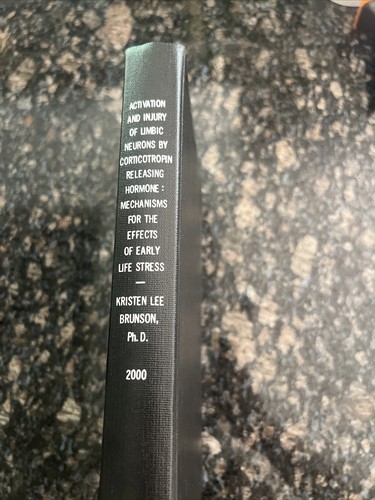 ACTIVATION
AND INJURY
OF LIMBIC
NEURONS BY
CORTICOTROPIN
RELEASING
HORMONE :
MECHANISMS
FOR THE
EFFECTS
OF EARLY
LIFE STRESS
—
KRISTEN LEE
BRUNSON,
Ph. D.
2000